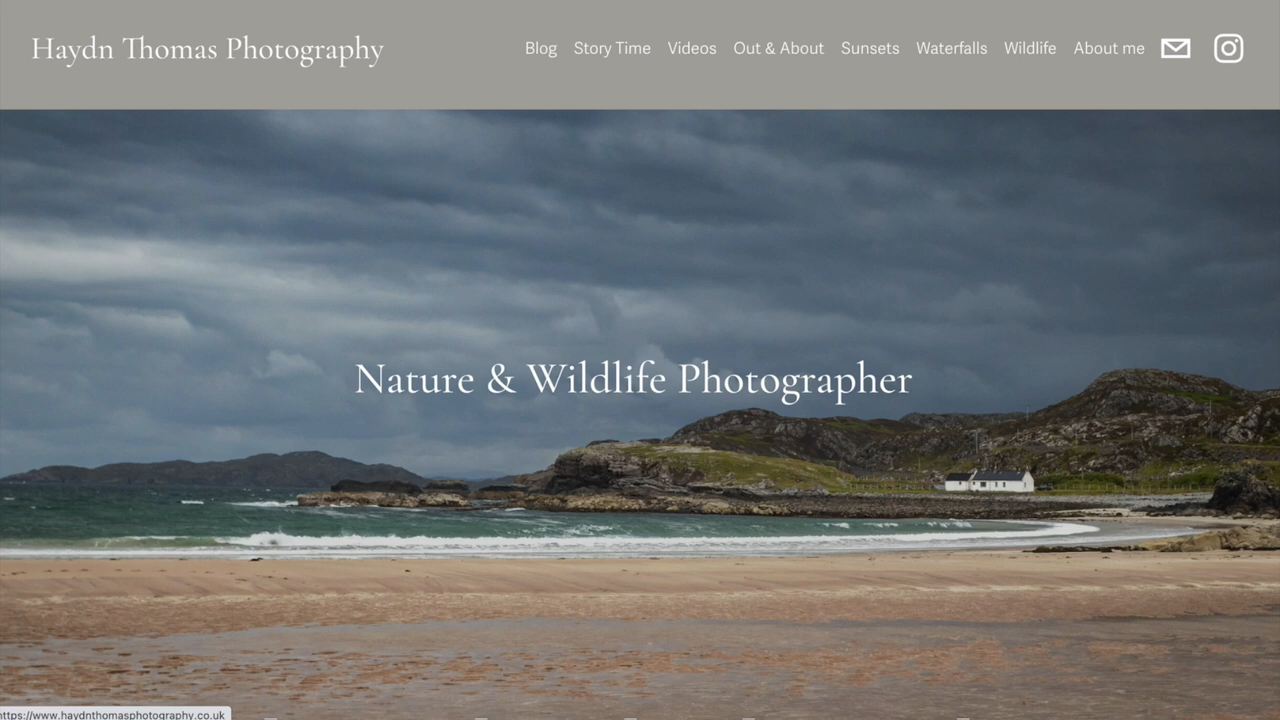 Haydn Thomas Photography
Blog Story Time Videos Out & About Sunsets Waterfalls Wildlife About me
Nature & Wildlife Photographer
https://www.haydnthomasphotography.co.uk